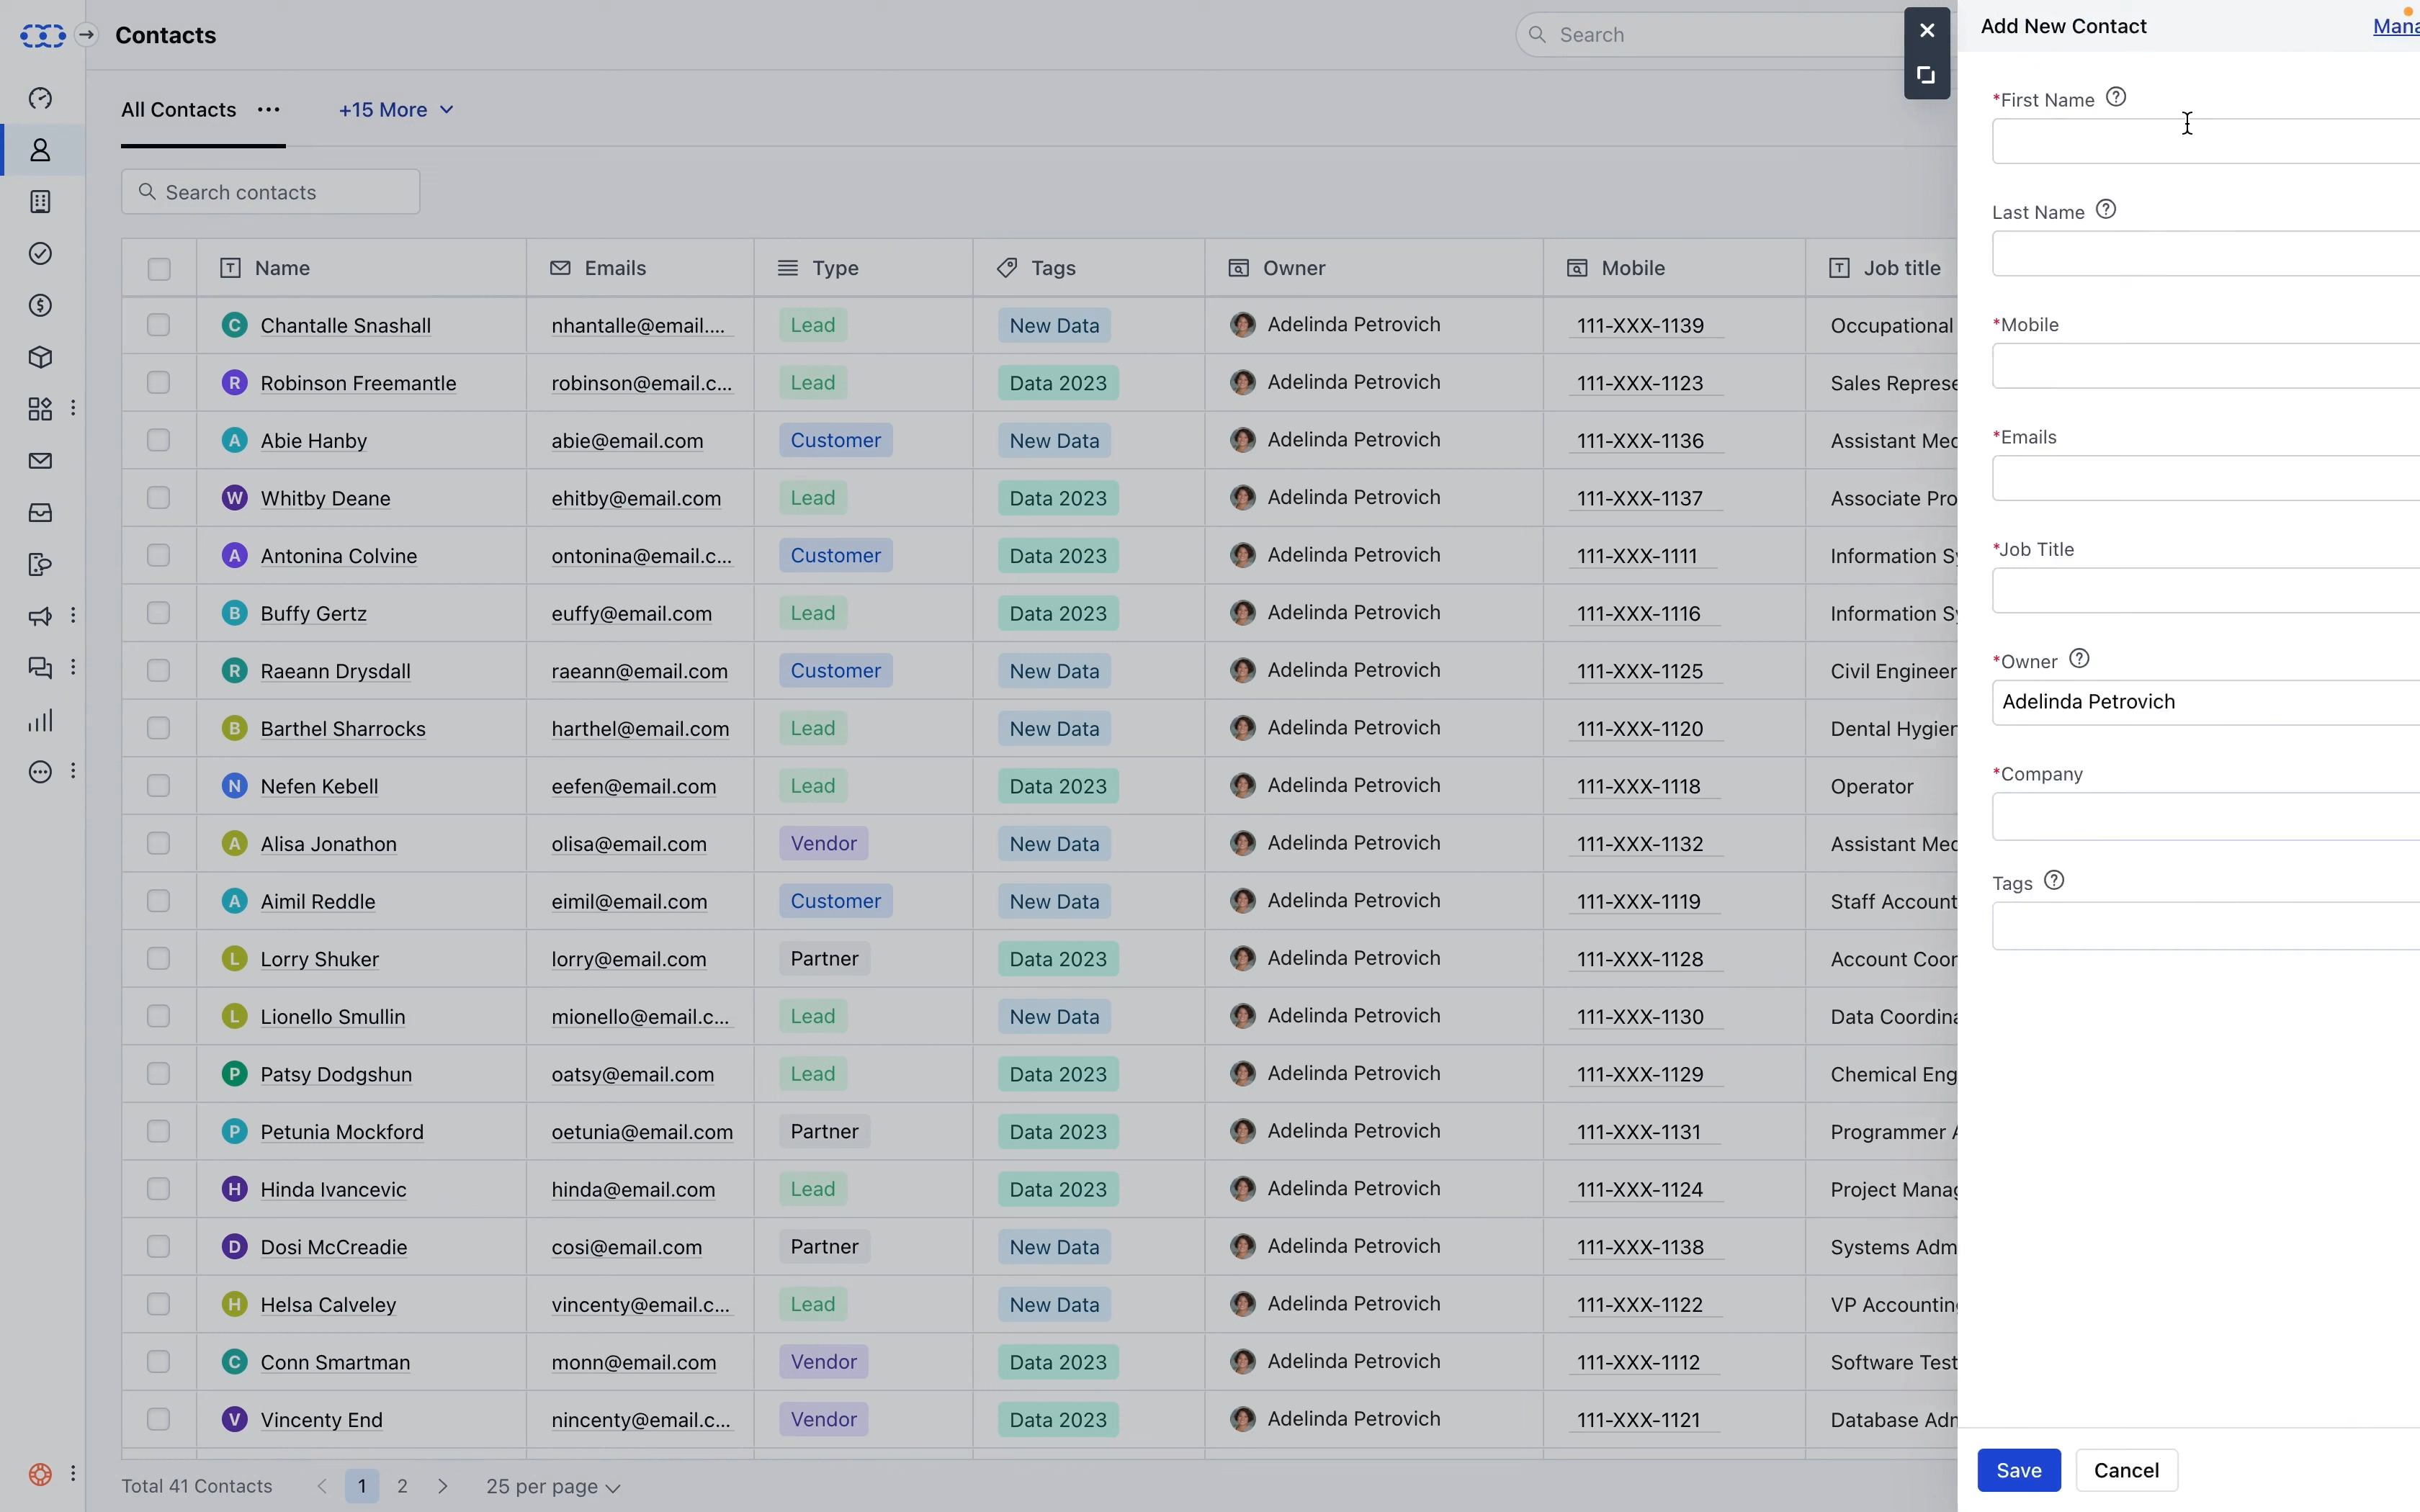 Contacts
Search
All Contacts
+15 More
Search contacts
Name Emails Type Tags Owner Mobile Job title
C Chantalle Snashall nhantalle@email.... Lead New Data Adelinda Petrovich 111-XXX-1139 Occupational
R Robinson Freemantle robinson@email.c... Lead Data 2023 Adelinda Petrovich 111-XXX-1123 Sales Represe
A Abie Hanby abie@email.com Customer New Data Adelinda Petrovich 111-XXX-1136 Assistant Med
W Whitby Deane ehitby@email.com Lead Data 2023 Adelinda Petrovich 111-XXX-1137 Associate Pro
A Antonina Colvine ontonina@email.c... Customer Data 2023 Adelinda Petrovich 111-XXX-1111 Information Sy
B Buffy Gertz euffy@email.com Lead Data 2023 Adelinda Petrovich 111-XXX-1116 Information Sy
R Raeann Drysdall raeann@email.com Customer New Data Adelinda Petrovich 111-XXX-1125 Civil Engineer
B Barthel Sharrocks harthel@email.com Lead New Data Adelinda Petrovich 111-XXX-1120 Dental Hygien
N Nefen Kebell eefen@email.com Lead Data 2023 Adelinda Petrovich 111-XXX-1118 Operator
A Alisa Jonathon olisa@email.com Vendor New Data Adelinda Petrovich 111-XXX-1132 Assistant Med
A Aimil Reddle eimil@email.com Customer New Data Adelinda Petrovich 111-XXX-1119 Staff Account
L Lorry Shuker lorry@email.com Partner Data 2023 Adelinda Petrovich 111-XXX-1128 Account Coor
L Lionello Smullin mionello@email.c... Lead New Data Adelinda Petrovich 111-XXX-1130 Data Coordina
P Patsy Dodgshun oatsy@email.com Lead Data 2023 Adelinda Petrovich 111-XXX-1129 Chemical Eng
P Petunia Mockford oetunia@email.com Partner Data 2023 Adelinda Petrovich 111-XXX-1131 Programmer A
H Hinda Ivancevic hinda@email.com Lead Data 2023 Adelinda Petrovich 111-XXX-1124 Project Manag
D Dosi McCreadie cosi@email.com Partner New Data Adelinda Petrovich 111-XXX-1138 Systems Adm
H Helsa Calveley vincenty@email.c... Lead New Data Adelinda Petrovich 111-XXX-1122 VP Accounting
C Conn Smartman monn@email.com Vendor Data 2023 Adelinda Petrovich 111-XXX-1112 Software Test
V Vincenty End nincenty@email.c... Vendor Data 2023 Adelinda Petrovich 111-XXX-1121 Database Adm
Total 41 Contacts 1 2 25 per page
Add New Contact Mana
*First Name
Last Name
*Mobile
*Emails
*Job Title
*Owner
Adelinda Petrovich
*Company
Tags
Save Cancel